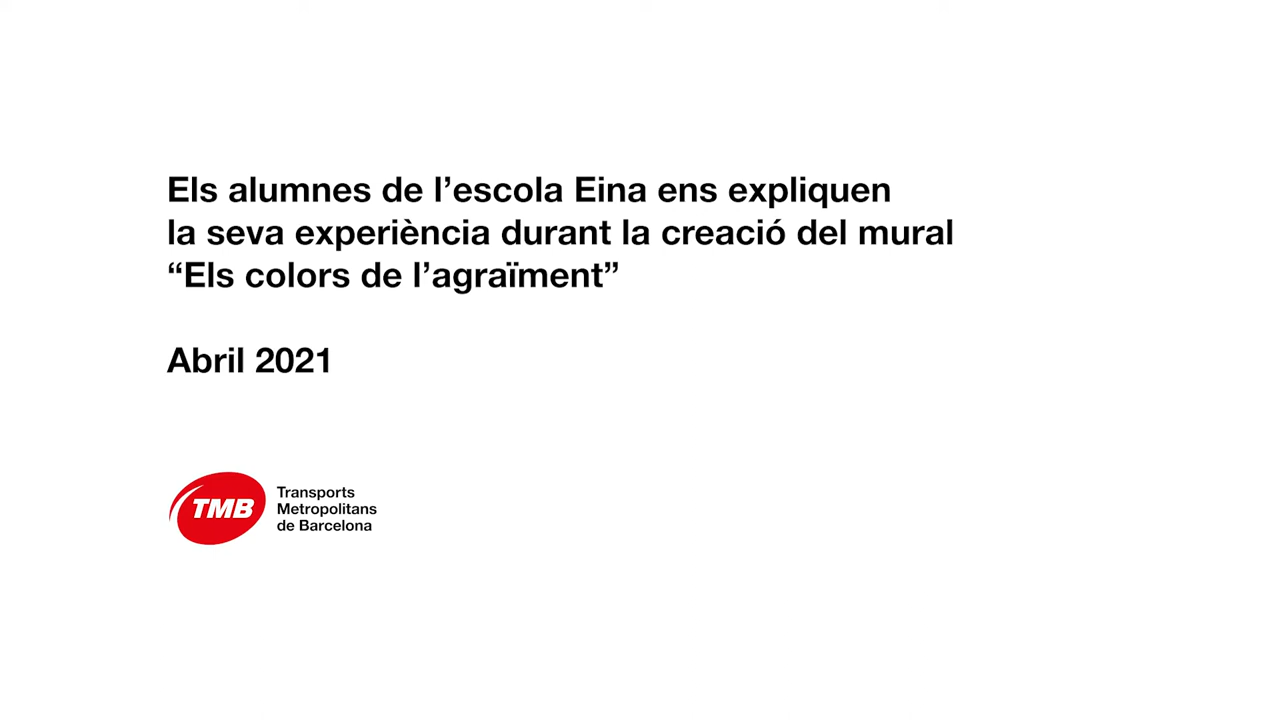 Els alumnes de l’escola Eina ens expliquen
la seva experiència durant la creació del mural
“Els colors de l’agraïment”
Abril 2021
TMB
Transports
Metropolitans
de Barcelona